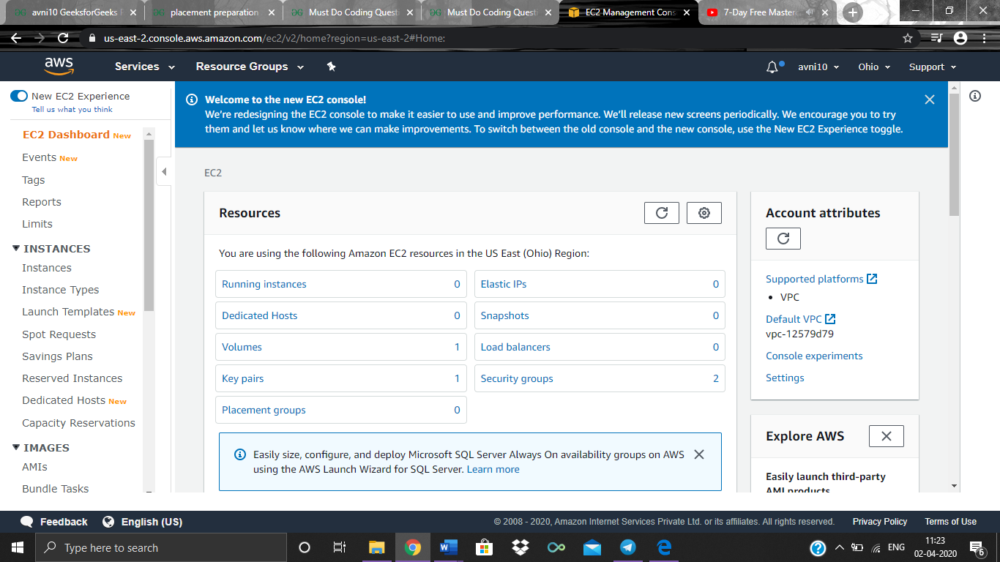 avni10 GeeksforGeeks P
placement preparation
Must Do Coding Questi
Must Do Coding Questi
EC2 Management Cons
7-Day Free Masterc
us-east-2.console.aws.amazon.com/ec2/v2/home?region=us-east-2#Home:
aws
Services
Resource Groups
avni10
Ohio
Support
New EC2 Experience
Tell us what you think
EC2 Dashboard New
Events New
Tags
Reports
Limits
INSTANCES
Instances
Instance Types
Launch Templates New
Spot Requests
Savings Plans
Reserved Instances
Dedicated Hosts New
Capacity Reservations
IMAGES
AMIs
Bundle Tasks
Welcome to the new EC2 console!
We're redesigning the EC2 console to make it easier to use and improve performance. We'll release new screens periodically. We encourage you to try
them and let us know where we can make improvements. To switch between the old console and the new console, use the New EC2 Experience toggle.
EC2
Resources
You are using the following Amazon EC2 resources in the US East (Ohio) Region:
Running instances 0
Elastic IPs 0
Dedicated Hosts 0
Snapshots 0
Volumes 1
Load balancers 0
Key pairs 1
Security groups 2
Placement groups 0
Easily size, configure, and deploy Microsoft SQL Server Always On availability groups on AWS
using the AWS Launch Wizard for SQL Server. Learn more
Account attributes
Supported platforms
• VPC
Default VPC
vpc-12579d79
Console experiments
Settings
Explore AWS
Easily launch third-party
AMI products
Feedback
English (US)
© 2008 - 2020, Amazon Internet Services Private Ltd. or its affiliates. All rights reserved.
Privacy Policy
Terms of Use
Type here to search
ENG
11:23
02-04-2020
6